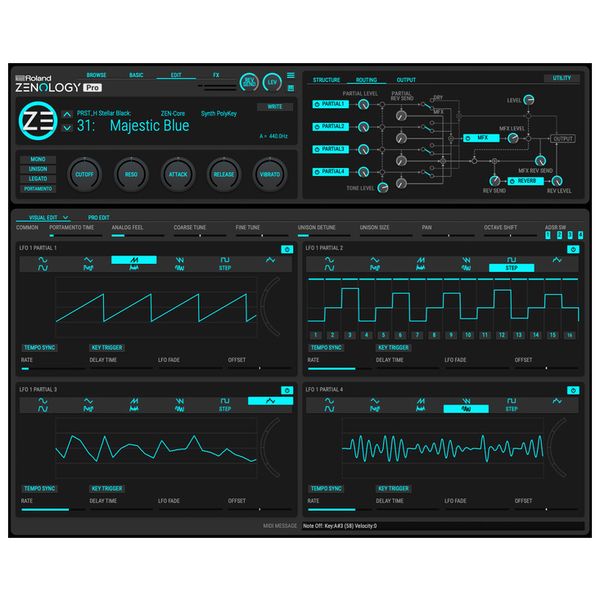 Roland
ZENOLOGY Pro
BROWSE BASIC EDIT FX
REV SEND LEV
ZE
PRST_H Stellar Black: ZEN-Core Synth PolyKey
WRITE
31: Majestic Blue
A = 440.0Hz
MONO
UNISON
LEGATO
PORTAMENTO
CUTOFF RESO ATTACK RELEASE VIBRATO
STRUCTURE ROUTING OUTPUT UTILITY
PARTIAL LEVEL PARTIAL REV SEND DRY MFX LEVEL
PARTIAL1
PARTIAL2
PARTIAL3
PARTIAL4
MFX MFX LEVEL OUTPUT
MFX REV SEND
TONE LEVEL REV SEND REVERB REV LEVEL
VISUAL EDIT PRO EDIT
COMMON PORTAMENTO TIME ANALOG FEEL COARSE TUNE FINE TUNE UNISON DETUNE UNISON SIZE PAN OCTAVE SHIFT ADSR SW
1 2 3 4
LFO 1 PARTIAL 1
STEP
TEMPO SYNC KEY TRIGGER
RATE DELAY TIME LFO FADE OFFSET
LFO 1 PARTIAL 2
STEP
1 2 3 4 5 6 7 8 9 10 11 12 13 14 15 16
TEMPO SYNC KEY TRIGGER
RATE DELAY TIME LFO FADE OFFSET
LFO 1 PARTIAL 3
STEP
TEMPO SYNC KEY TRIGGER
RATE DELAY TIME LFO FADE OFFSET
LFO 1 PARTIAL 4
STEP
TEMPO SYNC KEY TRIGGER
RATE DELAY TIME LFO FADE OFFSET
MIDI MESSAGE Note Off: Key:A#3 (58) Velocity:0